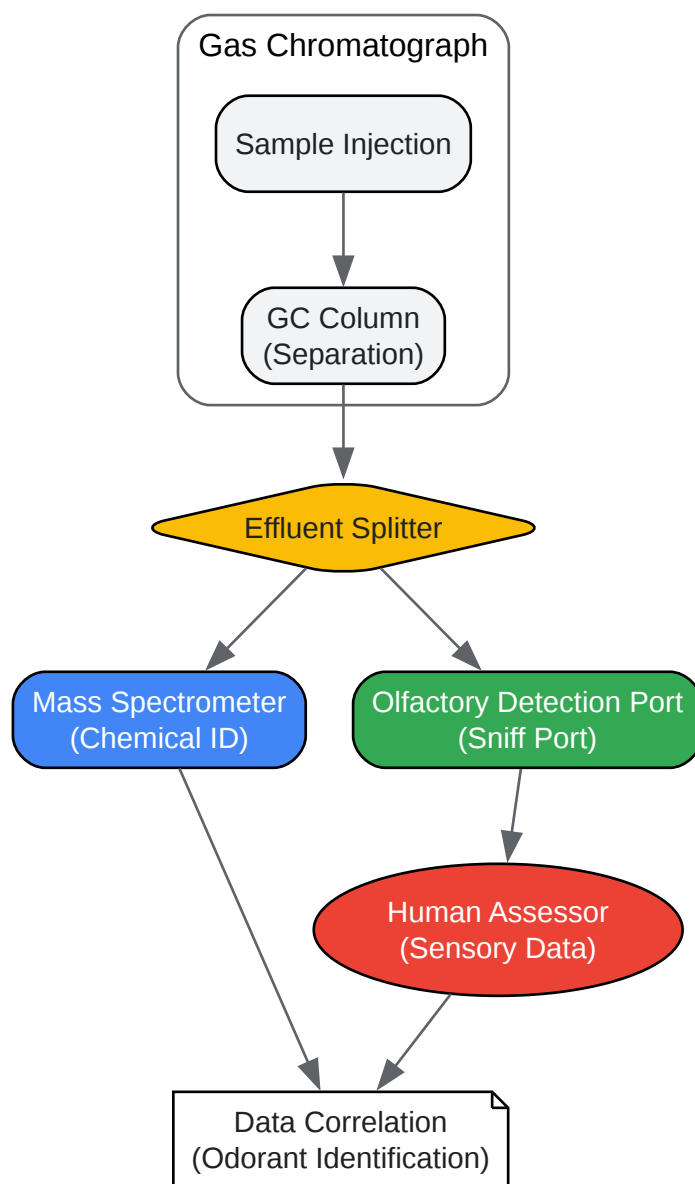 Gas Chromatograph
Sample Injection
GC Column
(Separation)
Effluent Splitter
Mass Spectrometer
(Chemical ID)
Olfactory Detection Port
(Sniff Port)
Human Assessor
(Sensory Data)
Data Correlation
(Odorant Identification)